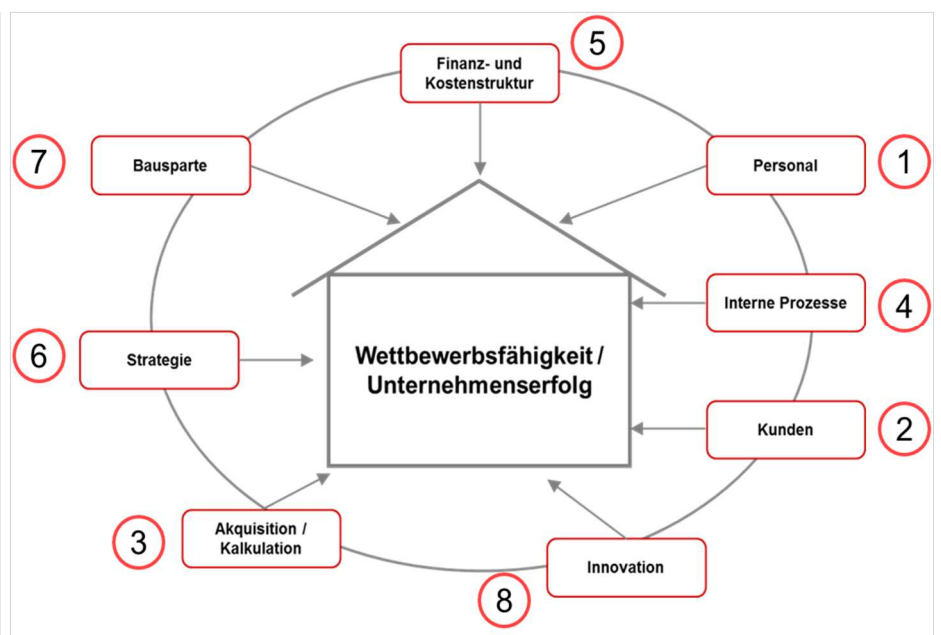 5
Finanz- und
Kostenstruktur
7
Bausparte
Personal
1
Interne Prozesse
4
6
Strategie
Wettbewerbsfähigkeit /
Unternehmenserfolg
Kunden
2
3
Akquisition /
Kalkulation
8
Innovation